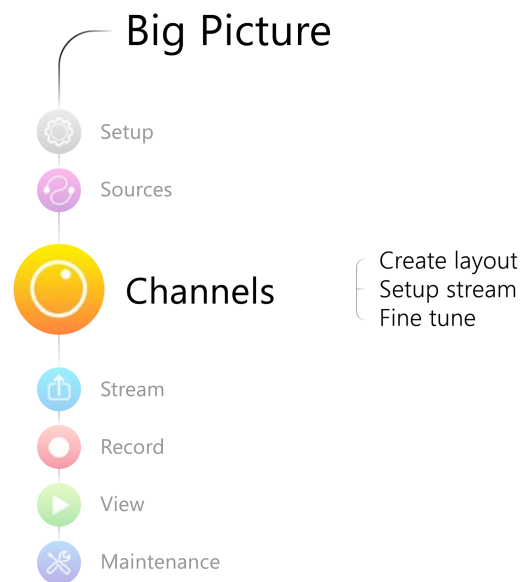 Big Picture
Setup
Sources
Channels
Create layout
Setup stream
Fine tune
Stream
Record
View
Maintenance